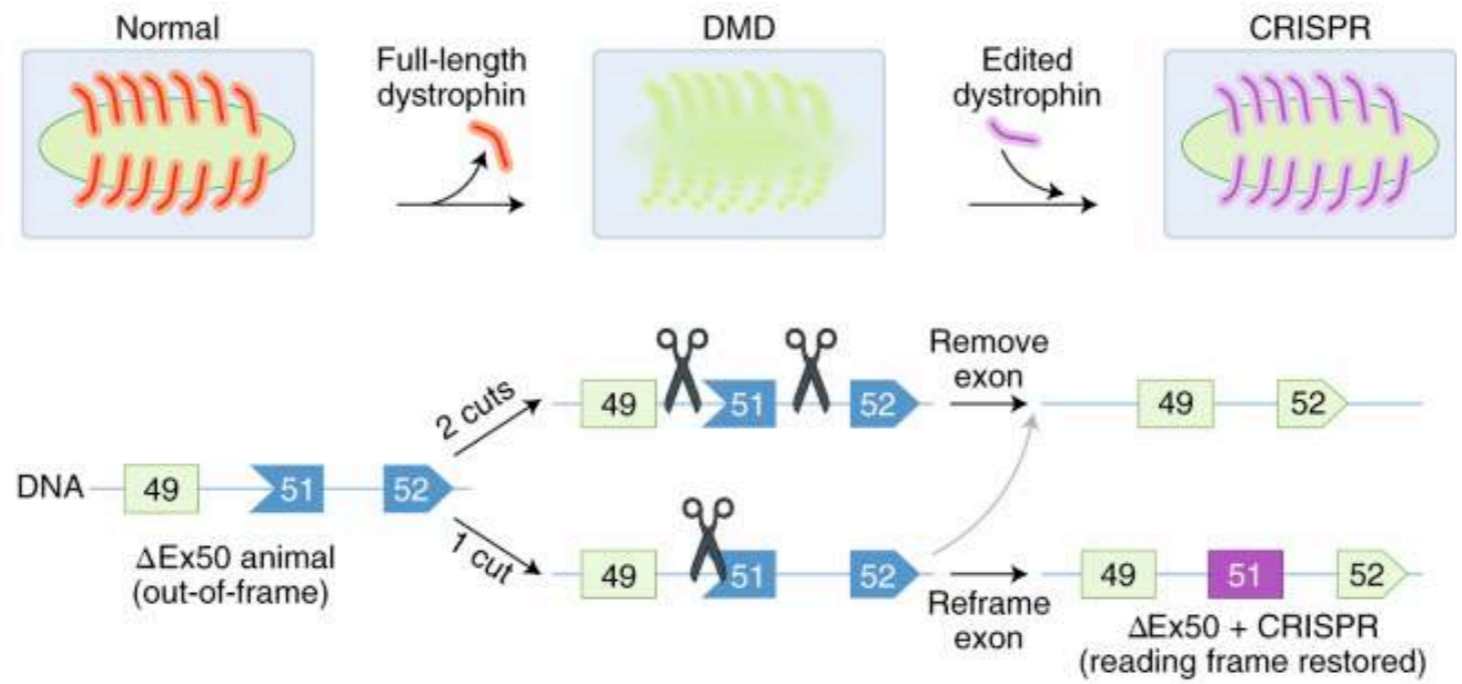 Normal
Full-length
dystrophin
DMD
Edited
dystrophin
CRISPR
2 cuts
49
51
52
Remove
exon
49
52
DNA
49
51
52
ΔEx50 animal
(out-of-frame)
1 cut
49
51
52
Reframe
exon
49
51
52
ΔEx50 + CRISPR
(reading frame restored)